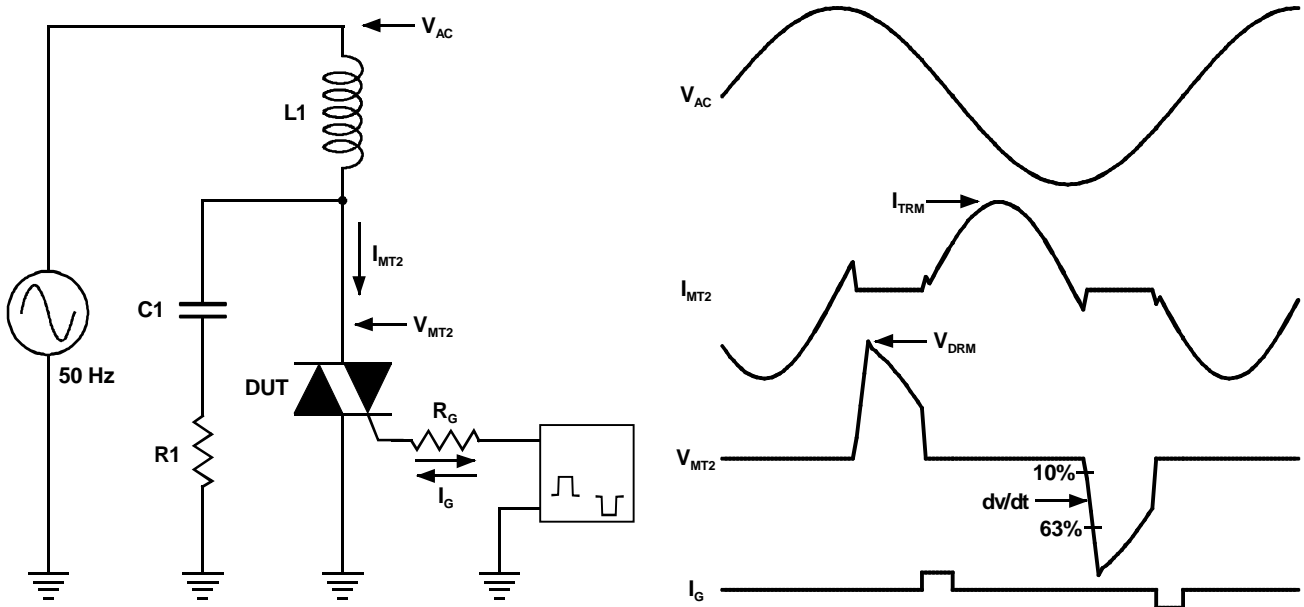 V_AC
L1
I_MT2
C1
V_MT2
50 Hz
DUT
R_G
R1
I_G
V_AC
I_TRM
I_MT2
V_DRM
V_MT2
10%
dv/dt
63%
I_G